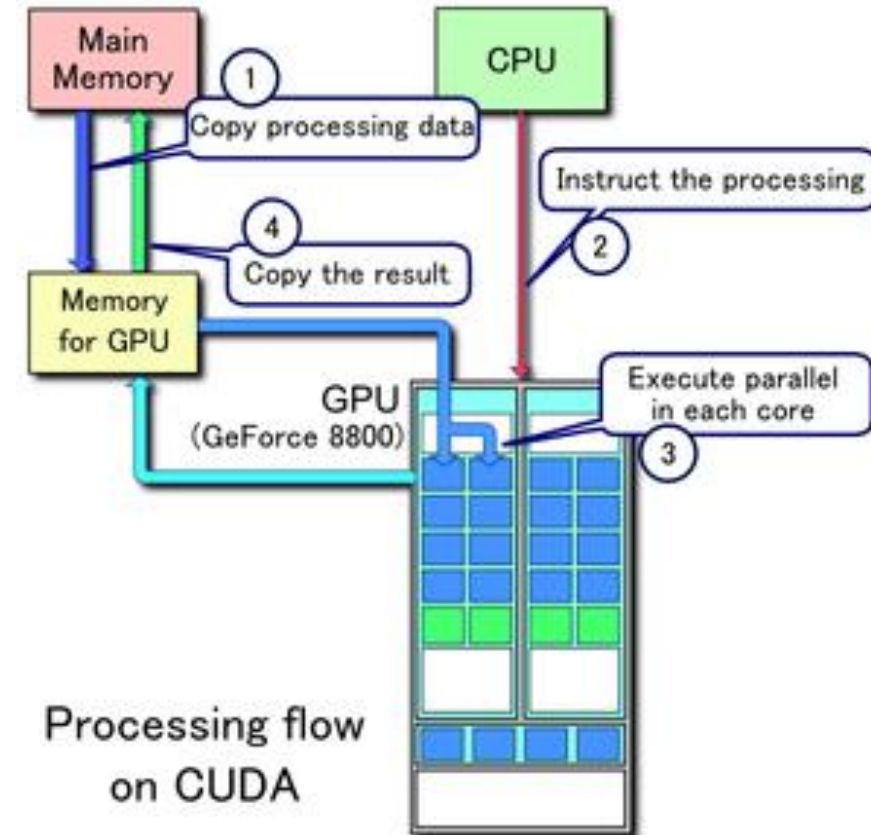 Main
Memory
CPU
1
Copy processing data
Instruct the processing
2
4
Copy the result
Memory
for GPU
GPU
(GeForce 8800)
Execute parallel
in each core
3
Processing flow
on CUDA